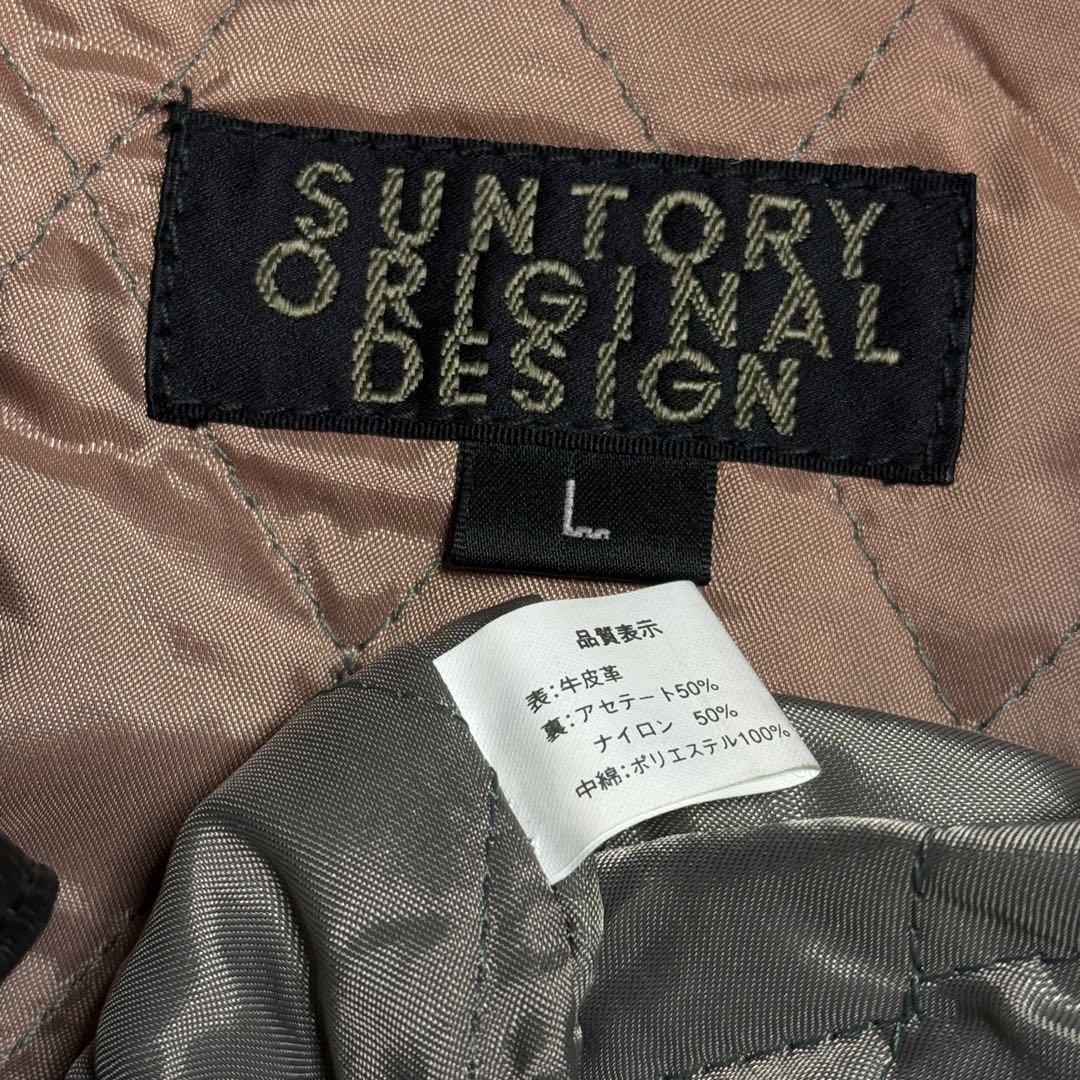 SUNTORY
ORIGINAL
DESIGN
L
品質表示
表:牛皮革
裏:アセテート50%
ナイロン 50%
中綿:ポリエステル100%